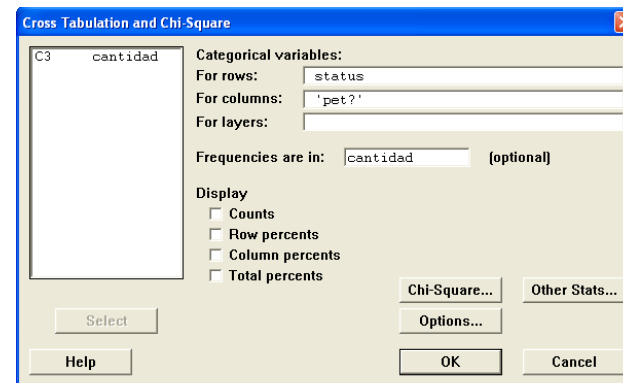 Cross Tabulation and Chi-Square
C3 cantidad
Categorical variables:
For rows: status
For columns: 'pet?'
For layers:
Frequencies are in: cantidad (optional)
Display
Counts
Row percents
Column percents
Total percents
Chi-Square... Other Stats...
Select Options...
Help OK Cancel